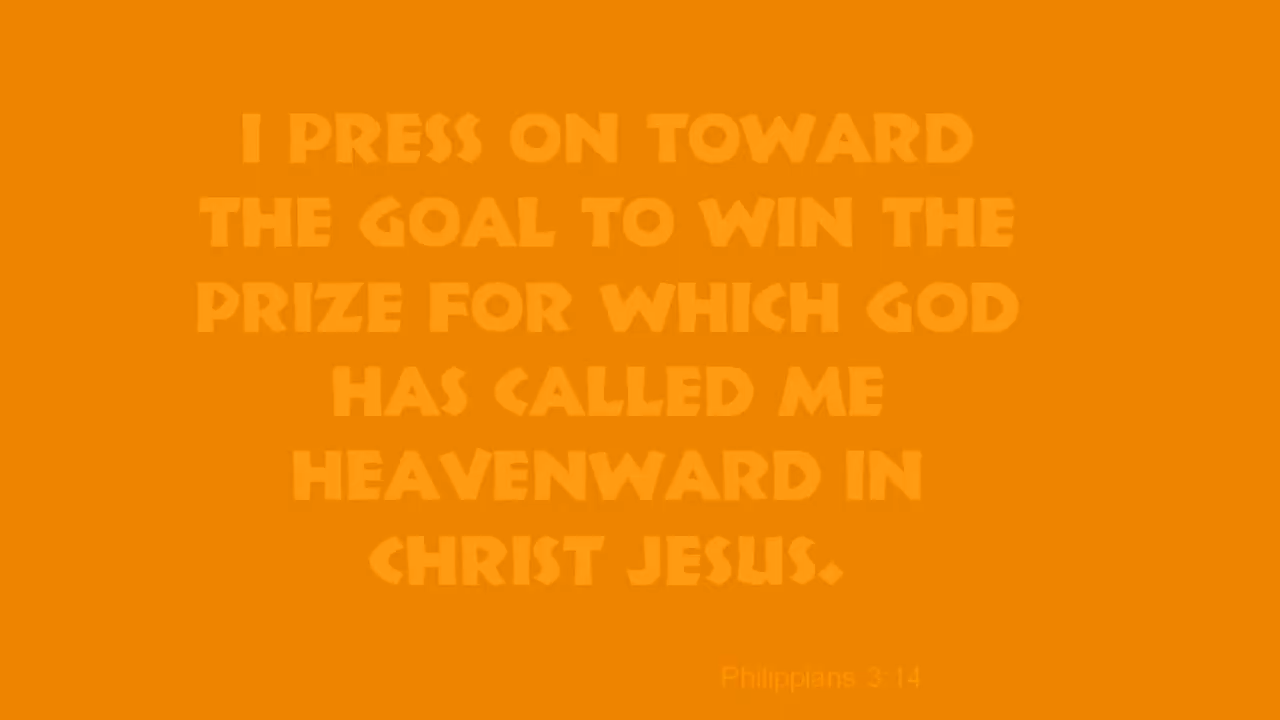 I PRESS ON TOWARD
THE GOAL TO WIN THE
PRIZE FOR WHICH GOD
HAS CALLED ME
HEAVENWARD IN
CHRIST JESUS.
Philippians 3:14